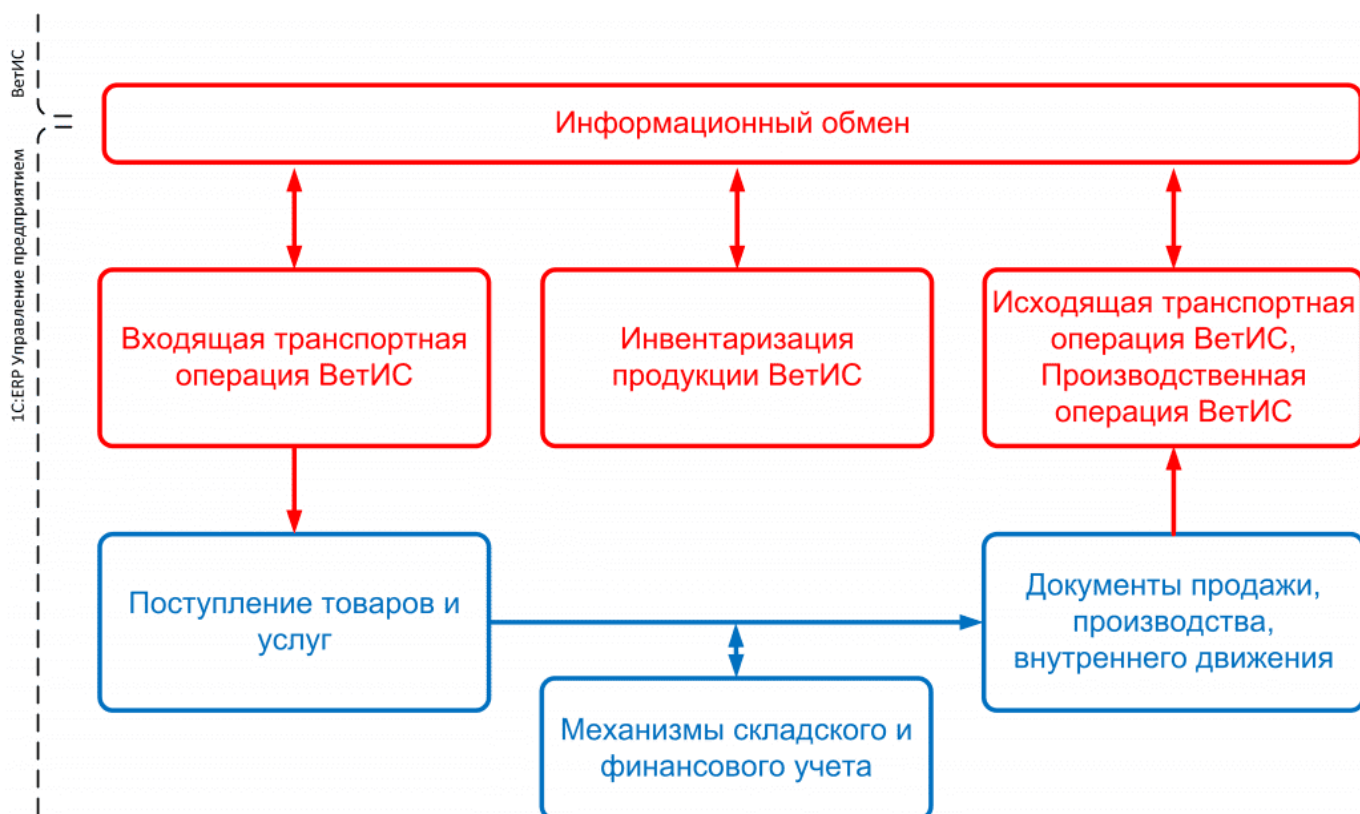 ВетИС
1С:ERP Управление предприятием
Информационный обмен
Входящая транспортная
операция ВетИС
Инвентаризация
продукции ВетИС
Исходящая транспортная
операция ВетИС,
Производственная
операция ВетИС
Поступление товаров и
услуг
Документы продажи,
производства,
внутреннего движения
Механизмы складского и
финансового учета